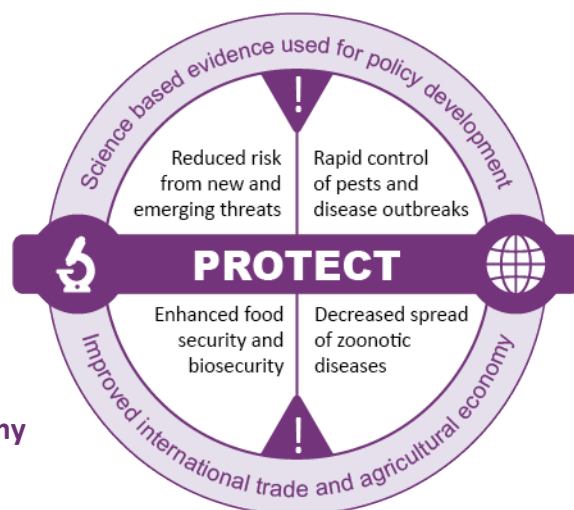 Science based evidence used for policy development
!
Reduced risk
from new and
emerging threats
Rapid control
of pests and
disease outbreaks
PROTECT
Enhanced food
security and
biosecurity
Decreased spread
of zoonotic
diseases
!
Improved international trade and agricultural economy
ny